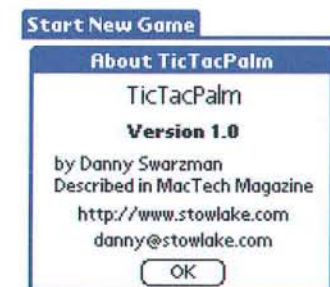 Start New Game
About TicTacPalm
TicTacPalm
Version 1.0
by Danny Swarzman
Described in MacTech Magazine
http://www.stowlake.com
danny@stowlake.com
OK